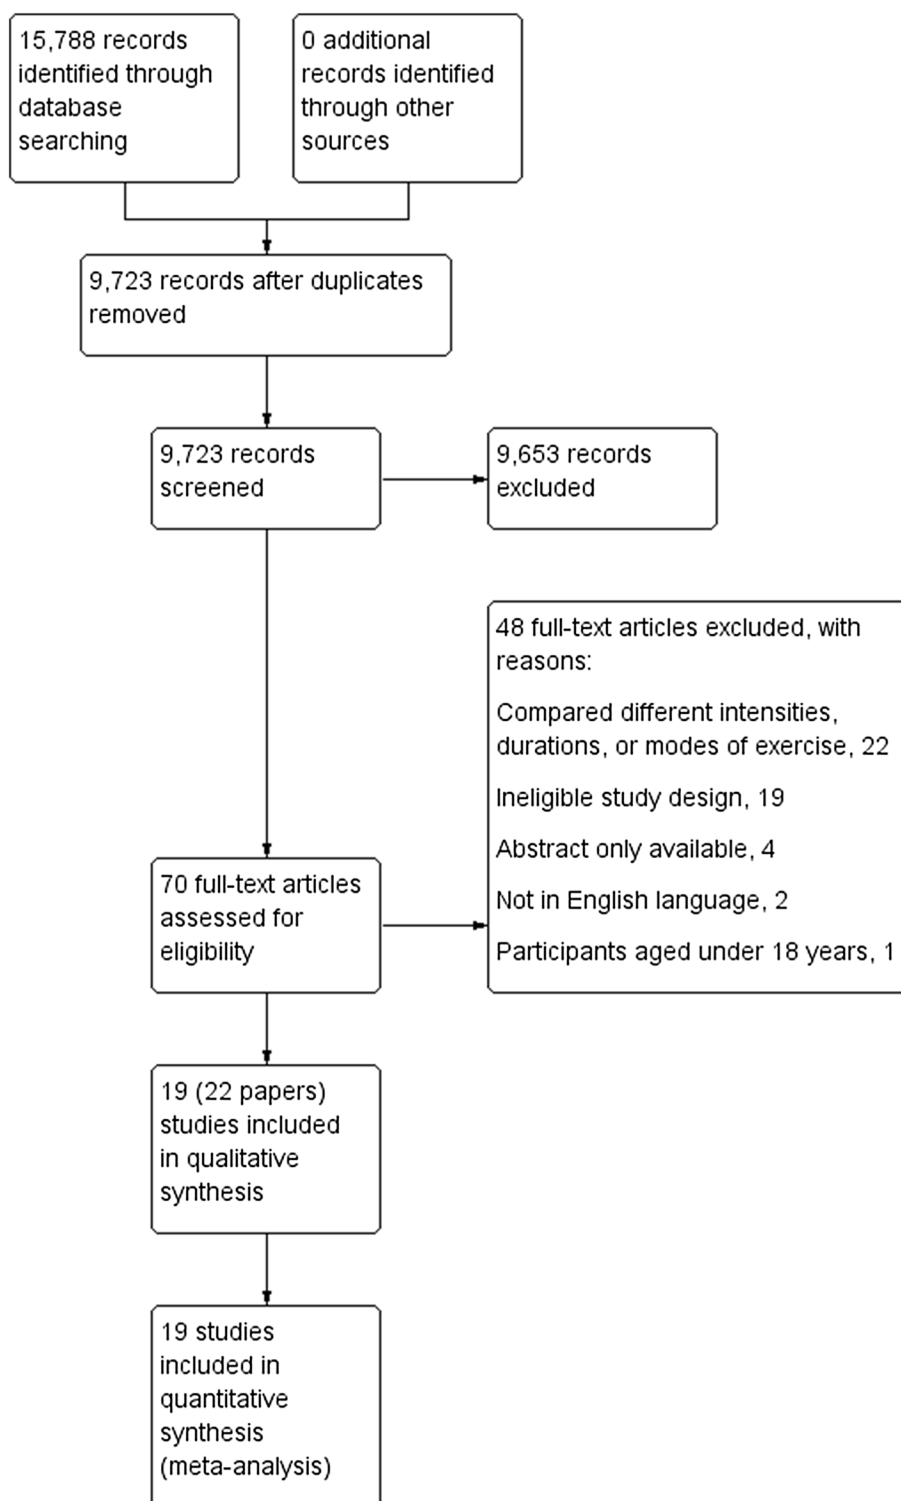 15,788 records
identified through
database
searching
0 additional
records identified
through other
sources
9,723 records after duplicates
removed
9,723 records
screened
9,653 records
excluded
48 full-text articles excluded, with
reasons:
Compared different intensities,
durations, or modes of exercise, 22
Ineligible study design, 19
Abstract only available, 4
Not in English language, 2
Participants aged under 18 years, 1
70 full-text articles
assessed for
eligibility
19 (22 papers)
studies included
in qualitative
synthesis
19 studies
included in
quantitative
synthesis
(meta-analysis)